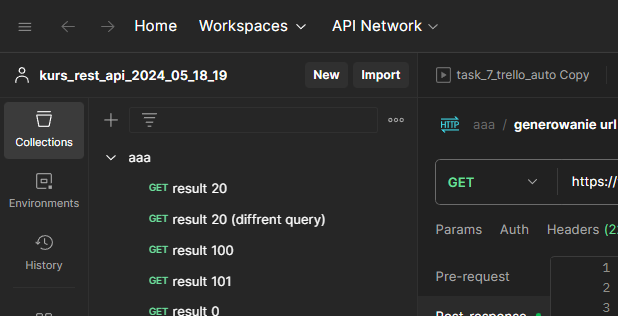 Home Workspaces API Network
kurs_rest_api_2024_05_18_19 New Import task_7_trello_auto Copy
Collections
HTTP aaa / generowanie url
aaa
GET https://
GET result 20
Environments
GET result 20 (diffrent query)
Params Auth Headers (2
GET result 100
History
GET result 101
Pre-request
1
2
GET result 0
Post-response
3